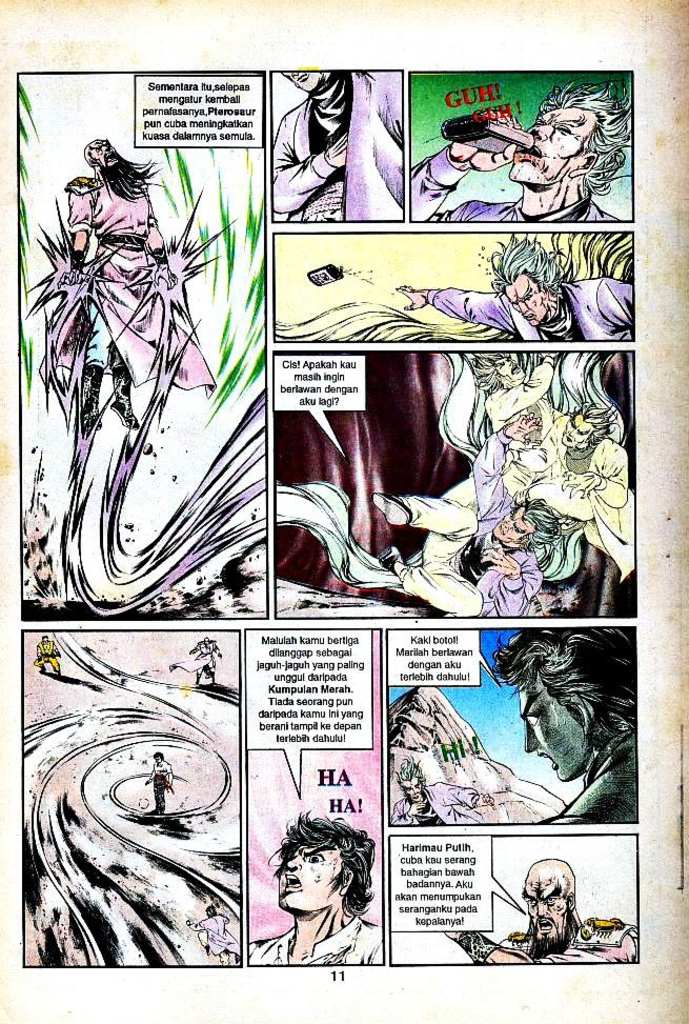 Sementara itu,selepas
mengatur kembali
pernafasanya,Pterosaur
pun cuba meningkatkan
kuasa dalamnya semula.
GUH!
GUH!
Cis! Apakah kau
masih ingin
berlawan dengan
aku lagi?
Malulah kamu bertiga
dilanggap sebagai
jaguh-jaguh yang paling
unggul daripada
Kumpulan Merah.
Tiada seorang pun
daripada kamu ini yang
berani tampil ke depan
terlebih dahulu!
HA
HA!
Kaki botol!
Marilah berlawan
dengan aku
terlebih dahulu!
HI!
Harimau Putih,
cuba kau serang
bahagian bawah
badannya. Aku
akan menumpukan
seranganku pada
kepalanya!
11